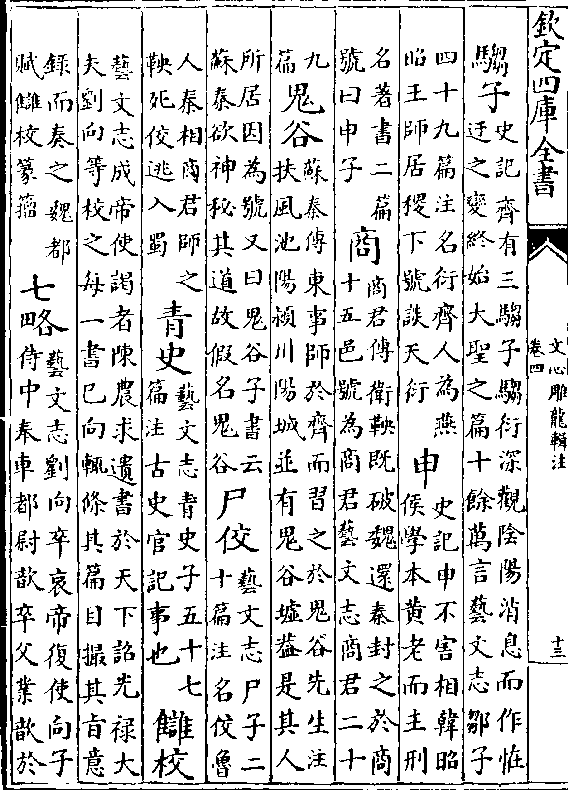 欽定四庫全書
文心雕龍輯注
卷四
十三
騶子
史記齊有三騶子騶衍深觀陰陽消息而作怪
迂之變終始大聖之篇十餘萬言藝文志鄒子
四十九篇注名衍齊人為燕
昭王師居稷下號談天衍
申
史記申不害相韓昭
侯學本黄老而主刑
名著書二篇
號曰申子
商
商君傳衛鞅既破魏還秦封之於商
十五邑號為商君藝文志商君二十
九
篇
鬼谷
蘇秦傳東事師於齊而習之於鬼谷先生注
扶風池陽潁川陽城並有鬼谷墟葢是其人
所居因為號又曰鬼谷子書云
蘇秦欲神秘其道故假名鬼谷
尸佼
藝文志尸子二
十篇注名佼魯
人秦相商君師之
鞅死佼逃入蜀
青史
藝文志青史子五十七
篇注古史官記事也
讎校
藝文志成帝使謁者陳農求遺書於天下詔光禄大
夫劉向等校之每一書已向輒條其篇目撮其旨意
録而奏之魏都
賦讎校篆籀
七略
藝文志劉向卒哀帝復使向子
侍中奉車都尉歆卒父業歆於